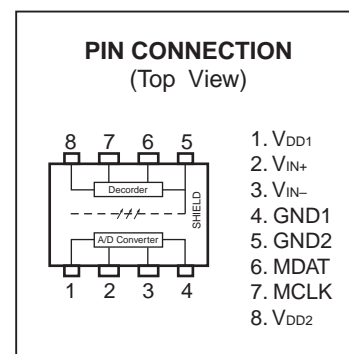 PIN CONNECTION
(Top View)
8 7 6 5
Decorder
SHIELD
A/D Converter
1 2 3 4
1. VDD1
2. VIN+
3. VIN–
4. GND1
5. GND2
6. MDAT
7. MCLK
8. VDD2